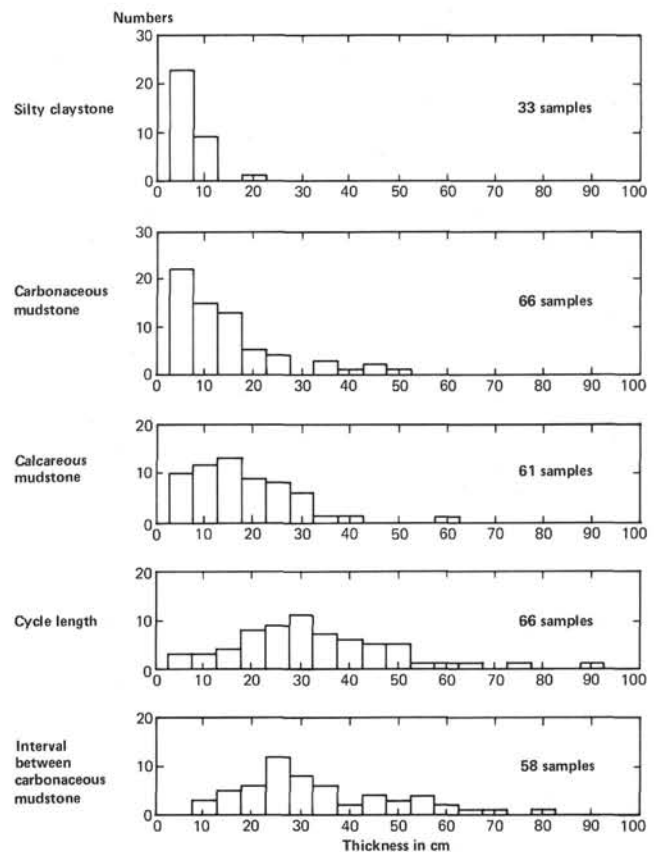 Numbers
30
20
10
0
Silty claystone
33 samples
0 10 20 30 40 50 60 70 80 90 100
30
20
10
0
Carbonaceous
mudstone
66 samples
0 10 20 30 40 50 60 70 80 90 100
20
10
0
Calcareous
mudstone
61 samples
0 10 20 30 40 50 60 70 80 90 100
20
10
0
Cycle length
66 samples
0 10 20 30 40 50 60 70 80 90 100
20
10
0
Interval
between
carbonaceous
mudstone
58 samples
0 10 20 30 40 50 60 70 80 90 100
Thickness in cm